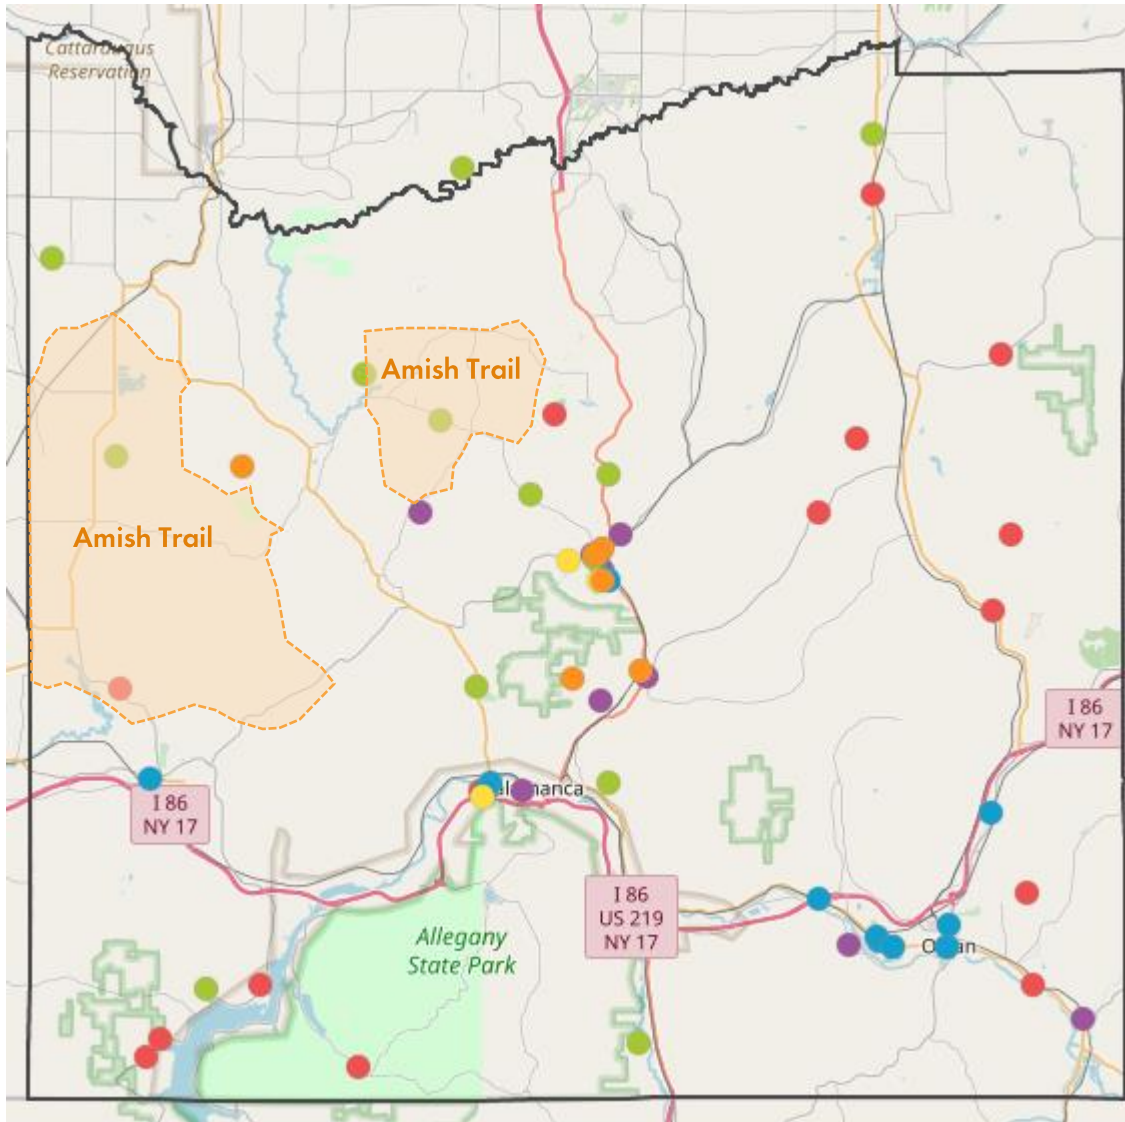 Cattaraugus
Reservation
Amish Trail
Amish Trail
I 86
NY 17
I 86
NY 17
I 86
US 219
NY 17
Allegany
State Park